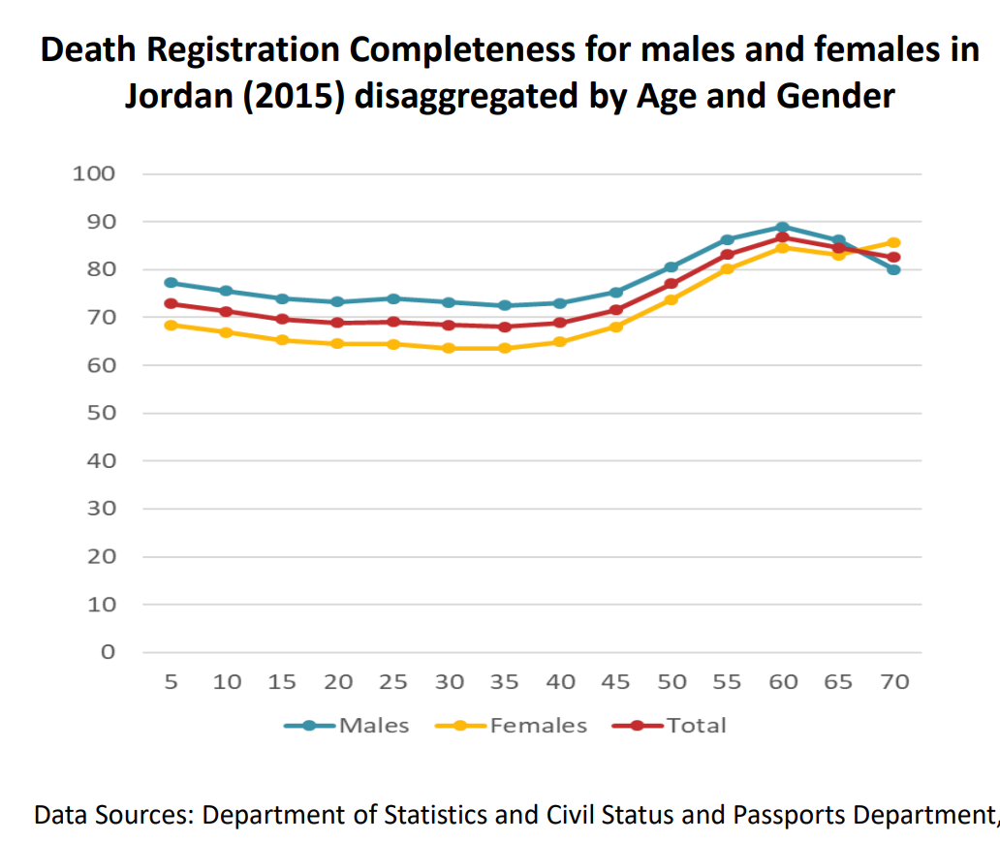 Death Registration Completeness for males and females in
Jordan (2015) disaggregated by Age and Gender
100
90
80
70
60
50
40
30
20
10
0
5 10 15 20 25 30 35 40 45 50 55 60 65 70
Males Females Total
Data Sources: Department of Statistics and Civil Status and Passports Department,